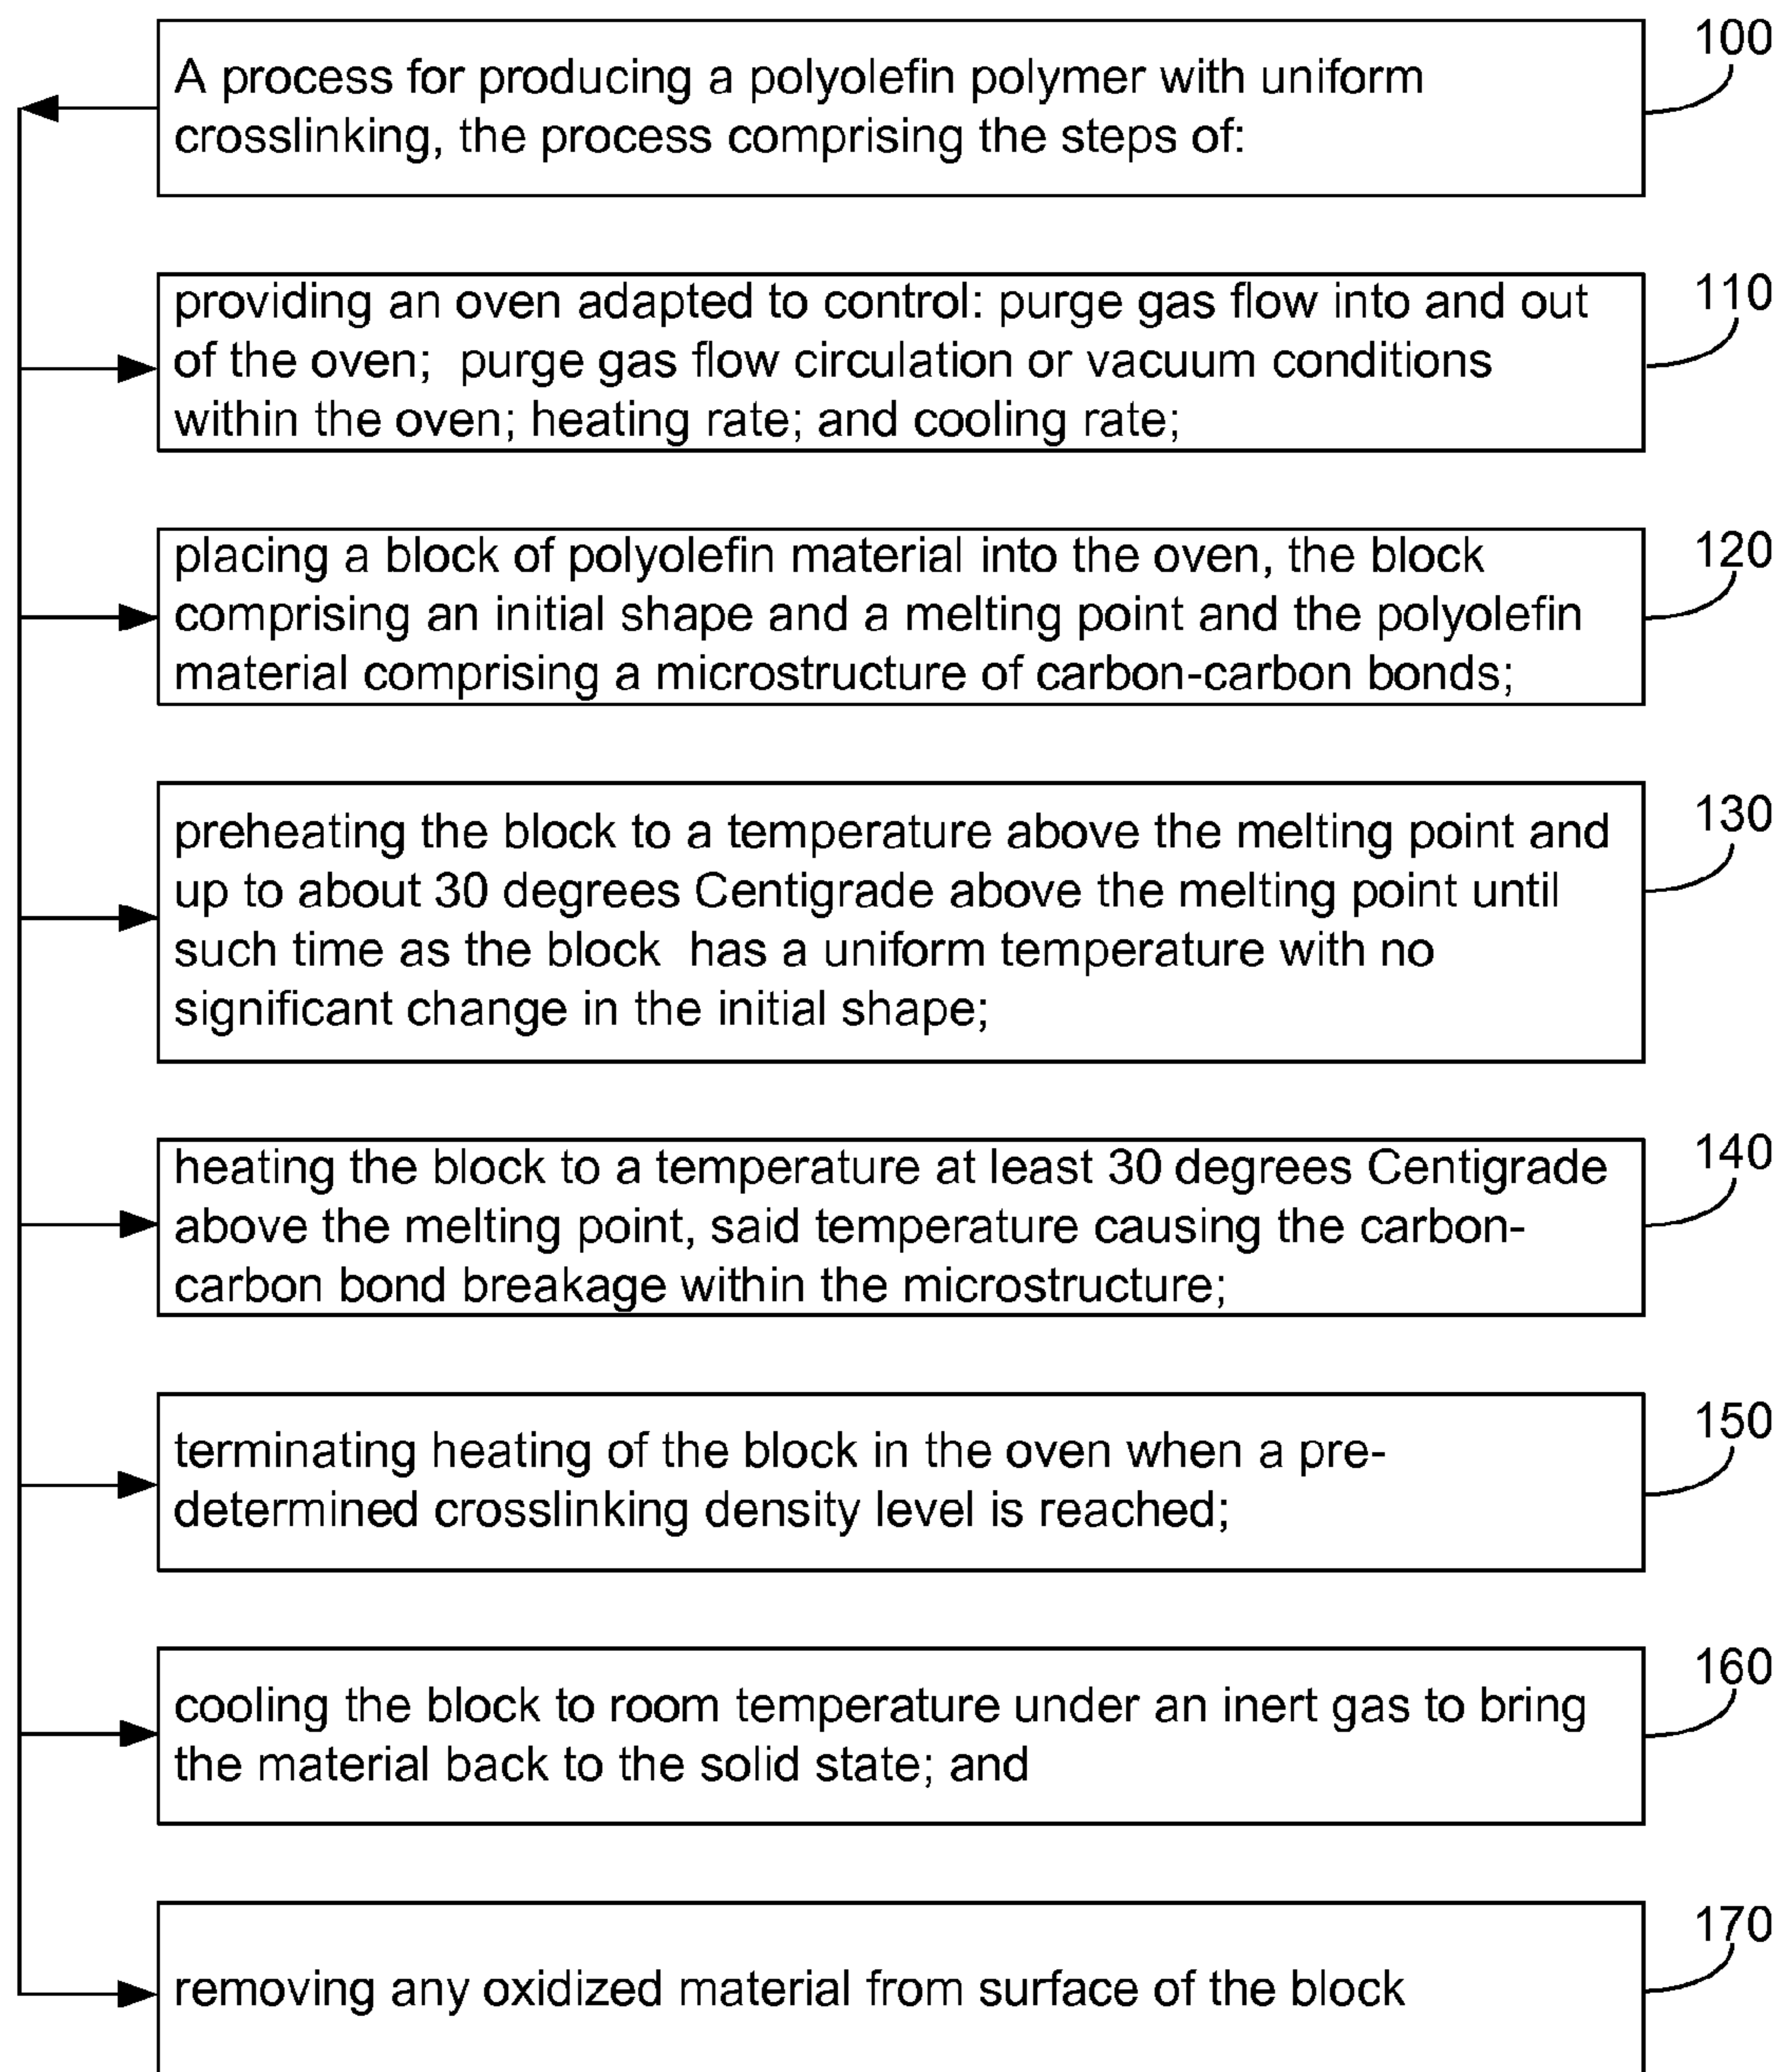 100
A process for producing a polyolefin polymer with uniform
crosslinking, the process comprising the steps of:
110
providing an oven adapted to control: purge gas flow into and out
of the oven;  purge gas flow circulation or vacuum conditions
within the oven; heating rate; and cooling rate;
120
placing a block of polyolefin material into the oven, the block
comprising an initial shape and a melting point and the polyolefin
material comprising a microstructure of carbon-carbon bonds;
130
preheating the block to a temperature above the melting point and
up to about 30 degrees Centigrade above the melting point until
such time as the block  has a uniform temperature with no
significant change in the initial shape;
140
heating the block to a temperature at least 30 degrees Centigrade
above the melting point, said temperature causing the carbon-
carbon bond breakage within the microstructure;
150
terminating heating of the block in the oven when a pre-
determined crosslinking density level is reached;
160
cooling the block to room temperature under an inert gas to bring
the material back to the solid state; and
170
removing any oxidized material from surface of the block